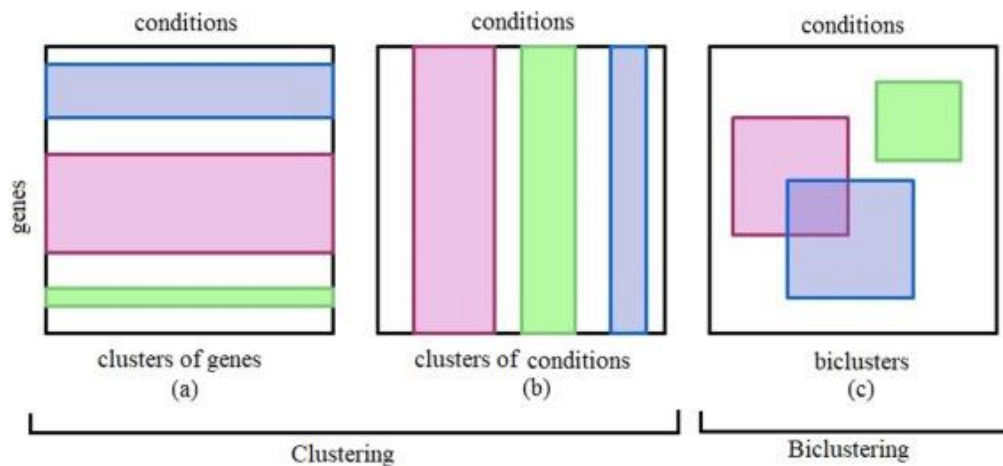 conditions
conditions
conditions
genes
clusters of genes
clusters of conditions
biclusters
(a)
(b)
(c)
Clustering
Biclustering